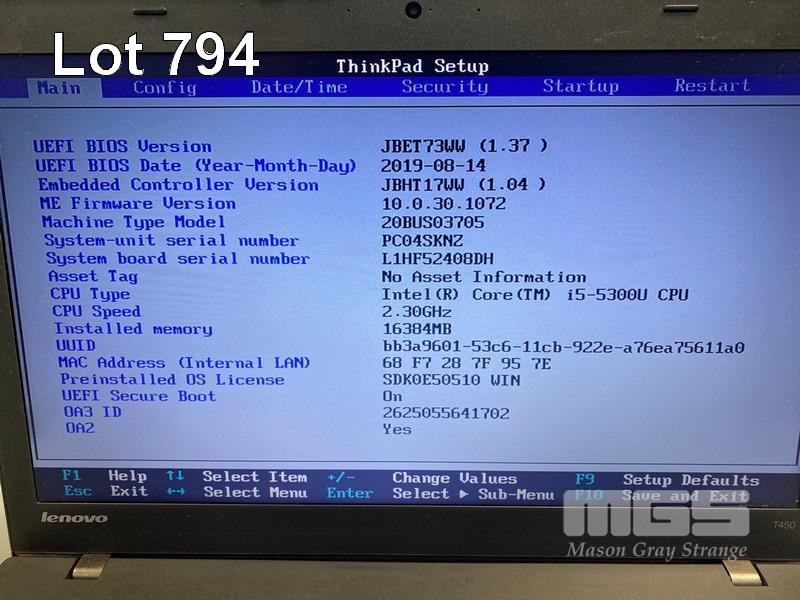 Lot 794
ThinkPad Setup
Main Config Date/Time Security Startup Restart
UEFI BIOS Version JBET73WW (1.37 )
UEFI BIOS Date (Year-Month-Day) 2019-08-14
Embedded Controller Version JBHT17WW (1.04 )
ME Firmware Version 10.0.30.1072
Machine Type Model 20BUS03705
System-unit serial number PC04SKNZ
System board serial number L1HF52408DH
Asset Tag No Asset Information
CPU Type Intel(R) Core(TM) i5-5300U CPU
CPU Speed 2.30GHz
Installed memory 16384MB
UUID bb3a9601-53c6-11cb-922e-a76ea75611a0
MAC Address (Internal LAN) 68 F7 28 7F 95 7E
Preinstalled OS License SDK0E50510 WIN
UEFI Secure Boot On
OA3 ID 2625055641702
OA2 Yes
F1 Help ↑↓ Select Item +/- Change Values F9 Setup Defaults
Esc Exit ←→ Select Menu Enter Select ▶ Sub-Menu F10 Save and Exit
lenovo
MGS
T450
Mason Gray Strange